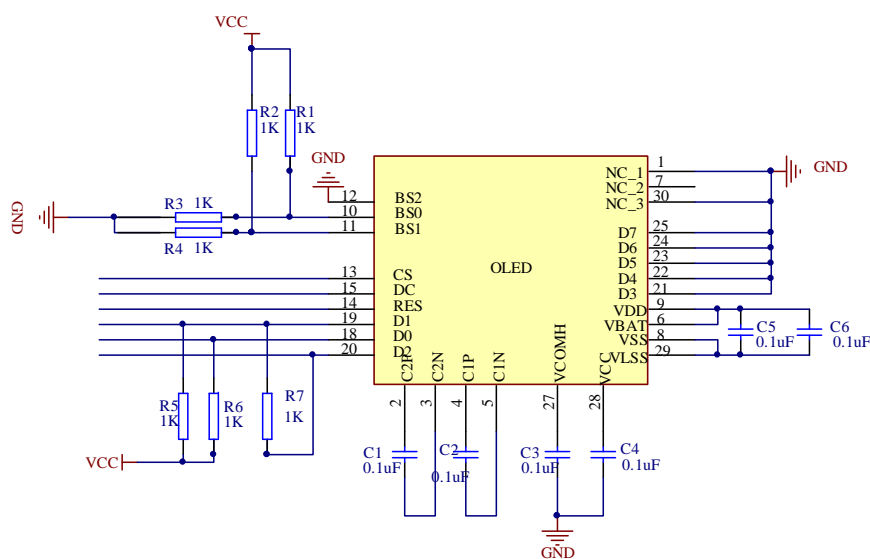 VCC
R2
1K
R1
1K
GND
GND
R3 1K
R4 1K
12 BS2
10 BS0
11 BS1
13 CS
15 DC
14 RES
19 D1
18 D0
20 D2
OLED
NC_1 1
NC_2 7
NC_3 30
GND
D7 25
D6 24
D5 23
D4 22
D3 21
VDD 9
VBAT 6
VSS 8
VLSS 29
C5
0.1uF
C6
0.1uF
C2P
C2N
C1P
C1N
VCOMH
VCC
2
3
4
5
27
28
R5
1K
R6
1K
R7
1K
VCC
C1
0.1uF
C2
0.1uF
C3
0.1uF
C4
0.1uF
GND